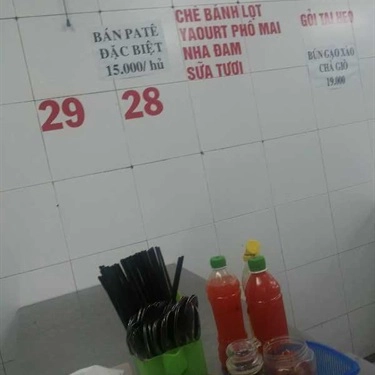 BÁN PATÊ
ĐẶC BIỆT
15.000/ hủ
CHÈ BÁNH LỌT
YAOURT PHÔ MAI
NHA ĐAM
SỮA TƯƠI
GỎI TAI HEO
BÚN GẠO XÀO
CHẢ GIÒ
19.000
29
28